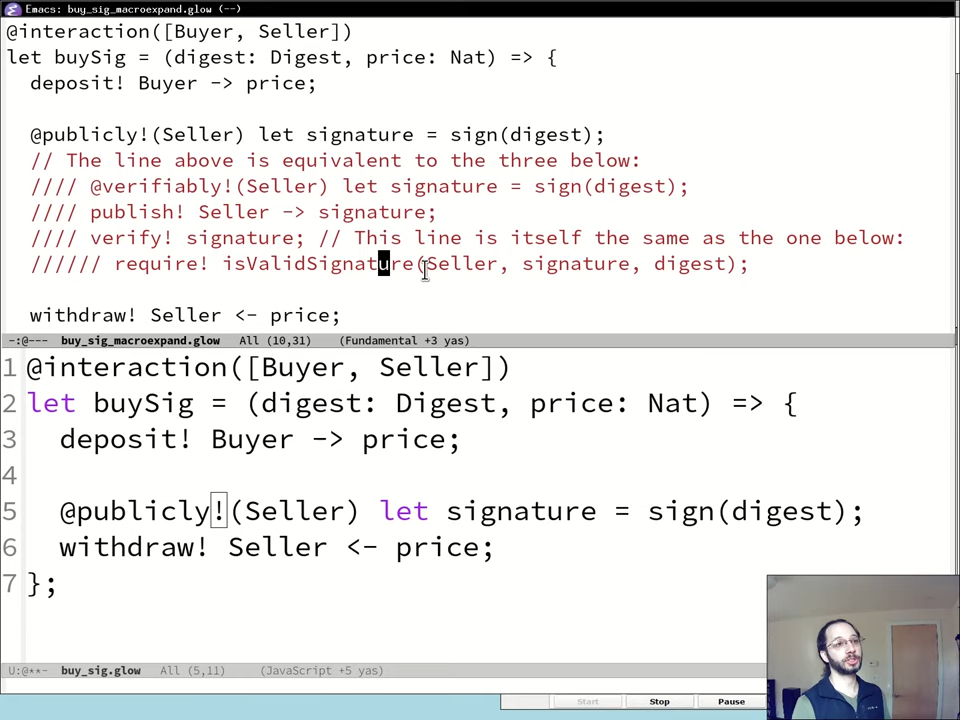 Emacs: buy_sig_macroexpand.glow (--)
@interaction([Buyer, Seller])
let buySig = (digest: Digest, price: Nat) => {
  deposit! Buyer -> price;
  @publicly!(Seller) let signature = sign(digest);
  // The line above is equivalent to the three below:
  //// @verifiably!(Seller) let signature = sign(digest);
  //// publish! Seller -> signature;
  //// verify! signature; // This line is itself the same as the one below:
  ////// require! isValidSignature(Seller, signature, digest);
  withdraw! Seller <- price;
-:@--- buy_sig_macroexpand.glow All (10,31) (Fundamental +3 yas)
1 @interaction([Buyer, Seller])
2 let buySig = (digest: Digest, price: Nat) => {
3   deposit! Buyer -> price;
4
5   @publicly!(Seller) let signature = sign(digest);
6   withdraw! Seller <- price;
7 };
U:@**- buy_sig.glow All (5,11) (JavaScript +5 yas)
Start Stop Pause